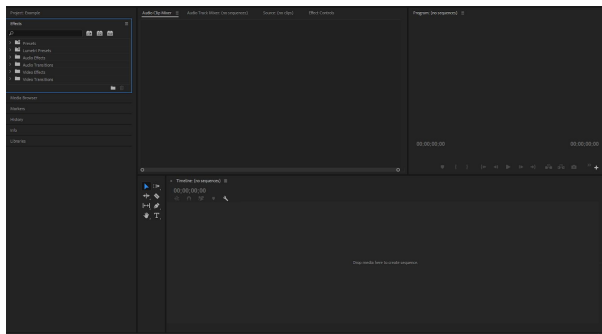 Project: Example
Effects
Presets
Lumetri Presets
Audio Effects
Audio Transitions
Video Effects
Video Transitions
Media Browser
Markers
History
Info
Libraries
Audio Clip Mixer
Audio Track Mixer: (no sequences)
Source: (no clips)
Effect Controls
Program: (no sequences)
00;00;00;00
00;00;00;00
Timeline: (no sequences)
00;00;00;00
Drop media here to create sequence.